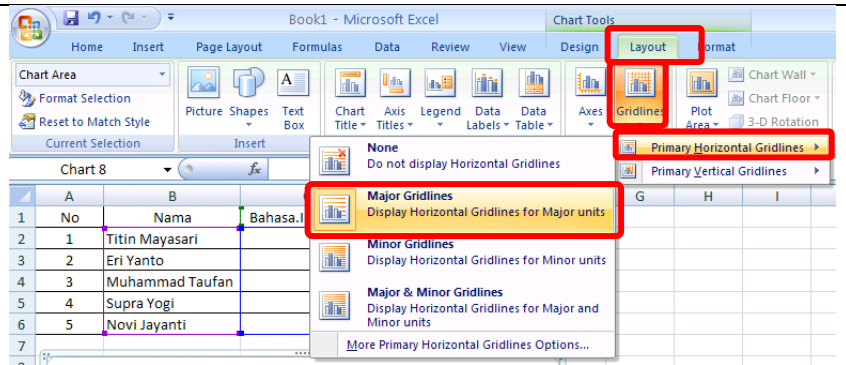 Book1 - Microsoft Excel
Chart Tools
Home Insert Page Layout Formulas Data Review View Design Layout Format
Chart Area
Format Selection
Reset to Match Style
Current Selection
Picture
Shapes
Text Box
Insert
Chart Title
Axis Titles
Legend
Data Labels
Data Table
Axes
Gridlines
Plot Area
Chart Wall
Chart Floor
3-D Rotation
Primary Horizontal Gridlines
Primary Vertical Gridlines
None
Do not display Horizontal Gridlines
Major Gridlines
Display Horizontal Gridlines for Major units
Minor Gridlines
Display Horizontal Gridlines for Minor units
Major & Minor Gridlines
Display Horizontal Gridlines for Major and
Minor units
More Primary Horizontal Gridlines Options...
Chart 8
fx
A B G H I
1 No Nama
2 1 Titin Mayasari
3 2 Eri Yanto
4 3 Muhammad Taufan
5 4 Supra Yogi
6 5 Novi Jayanti
7